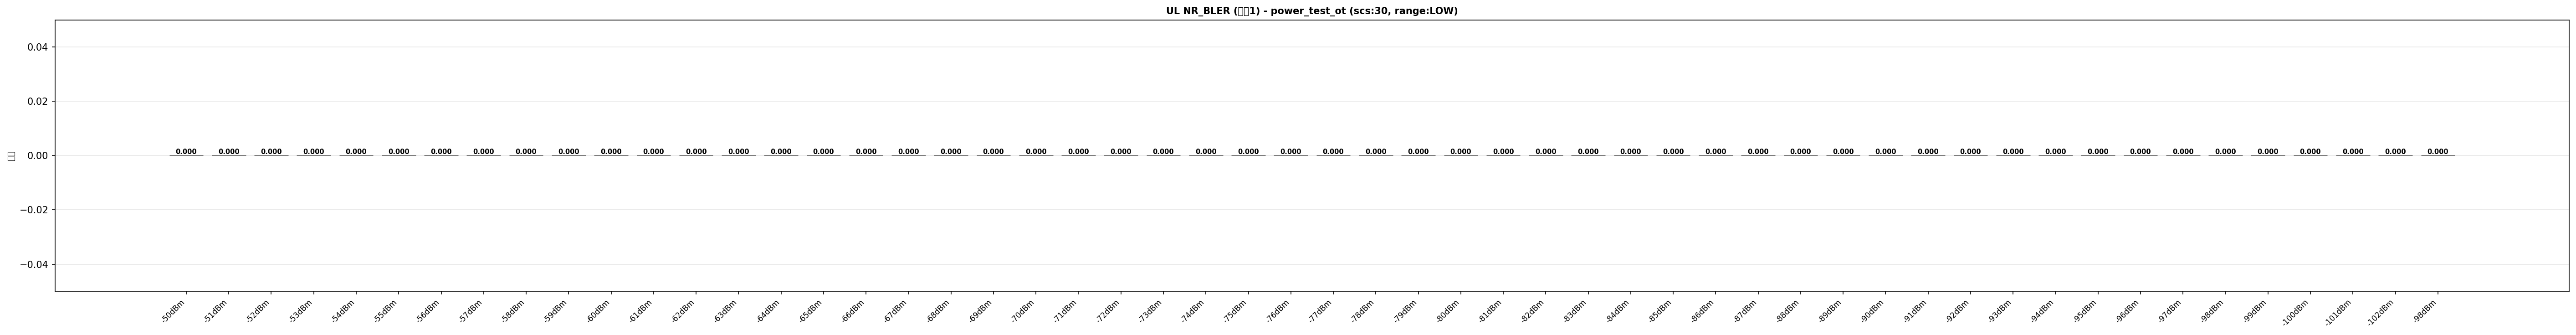 UL NR_BLER (□□1) - power_test_ot (scs:30, range:LOW)
0.04
0.02
0.00
−0.02
−0.04
□□
0.000 0.000 0.000 0.000 0.000 0.000 0.000 0.000 0.000 0.000 0.000 0.000 0.000 0.000 0.000 0.000 0.000 0.000 0.000 0.000 0.000 0.000 0.000 0.000 0.000 0.000 0.000 0.000 0.000 0.000 0.000 0.000 0.000 0.000 0.000 0.000 0.000 0.000 0.000 0.000 0.000 0.000 0.000 0.000 0.000 0.000 0.000 0.000 0.000 0.000 0.000 0.000 0.000 0.000
-50dBm -51dBm -52dBm -53dBm -54dBm -55dBm -56dBm -57dBm -58dBm -59dBm -60dBm -61dBm -62dBm -63dBm -64dBm -65dBm -66dBm -67dBm -68dBm -69dBm -70dBm -71dBm -72dBm -73dBm -74dBm -75dBm -76dBm -77dBm -78dBm -79dBm -80dBm -81dBm -82dBm -83dBm -84dBm -85dBm -86dBm -87dBm -88dBm -89dBm -90dBm -91dBm -92dBm -93dBm -94dBm -95dBm -96dBm -97dBm -98dBm -99dBm -100dBm -101dBm -102dBm -98dBm